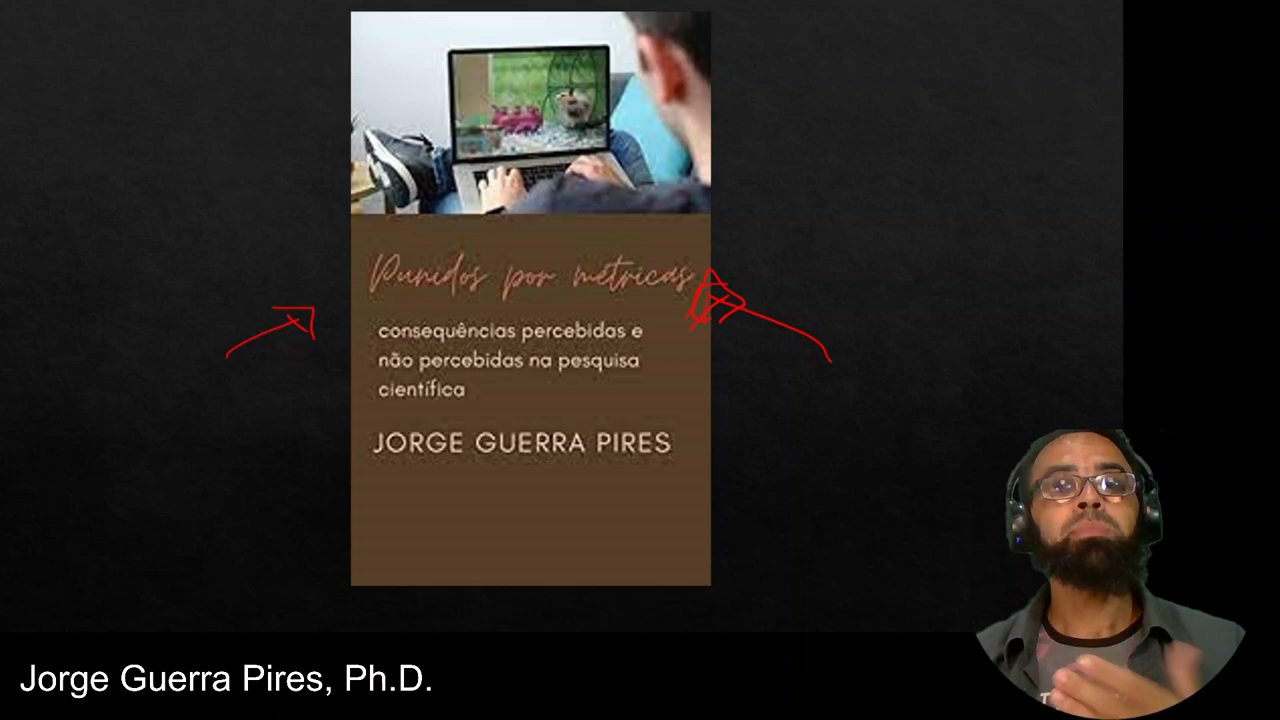 Punidos por métricas
consequências percebidas e
não percebidas na pesquisa
científica
JORGE GUERRA PIRES
Jorge Guerra Pires, Ph.D.